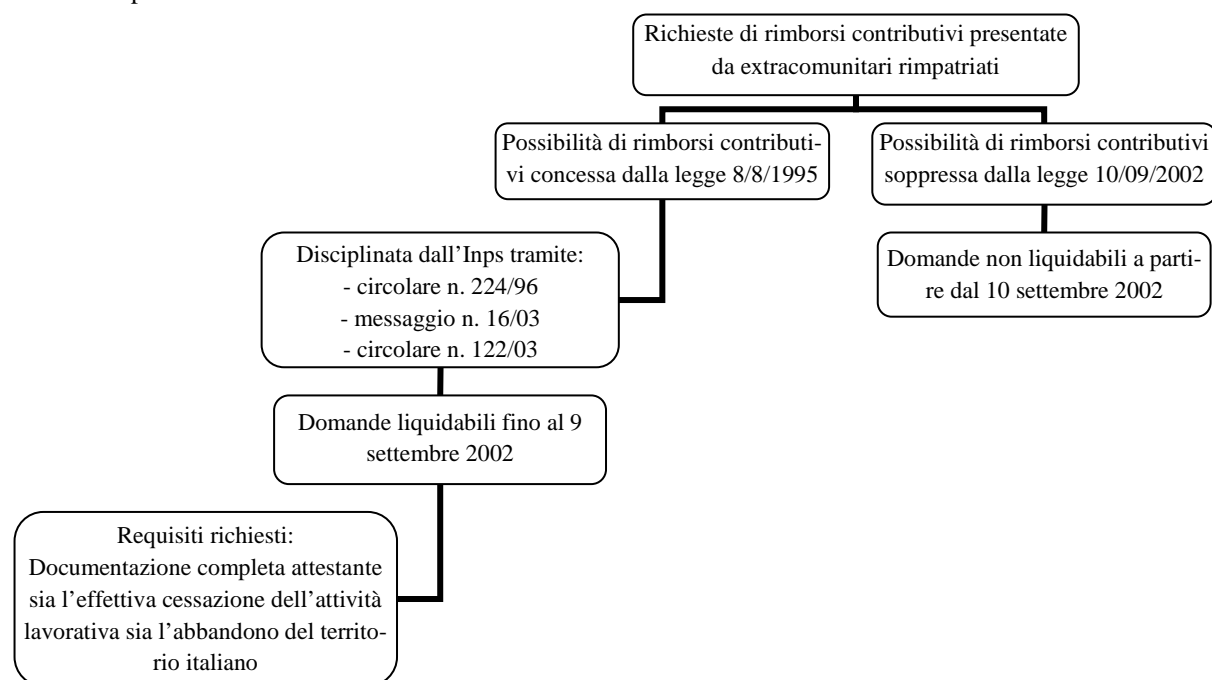 Richieste di rimborsi contributivi presentate
da extracomunitari rimpatriati
Possibilità di rimborsi contributi-
vi concessa dalla legge 8/8/1995
Possibilità di rimborsi contributivi
soppressa dalla legge 10/09/2002
Disciplinata dall’Inps tramite:
- circolare n. 224/96
- messaggio n. 16/03
- circolare n. 122/03
Domande non liquidabili a parti-
re dal 10 settembre 2002
Domande liquidabili fino al 9
settembre 2002
Requisiti richiesti:
Documentazione completa attestante
sia l’effettiva cessazione dell’attività
lavorativa sia l’abbandono del territo-
rio italiano